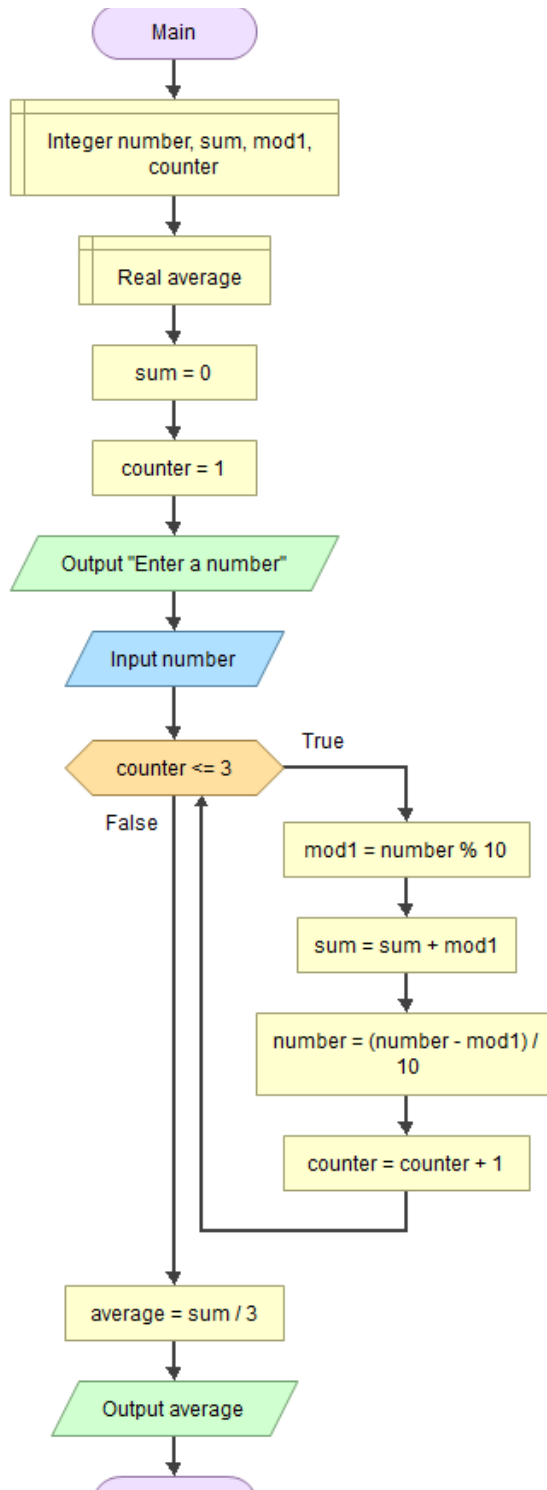 Main
Integer number, sum, mod1,
counter
Real average
sum = 0
counter = 1
Output "Enter a number"
Input number
counter <= 3
True
False
mod1 = number % 10
sum = sum + mod1
number = (number - mod1) /
10
counter = counter + 1
average = sum / 3
Output average